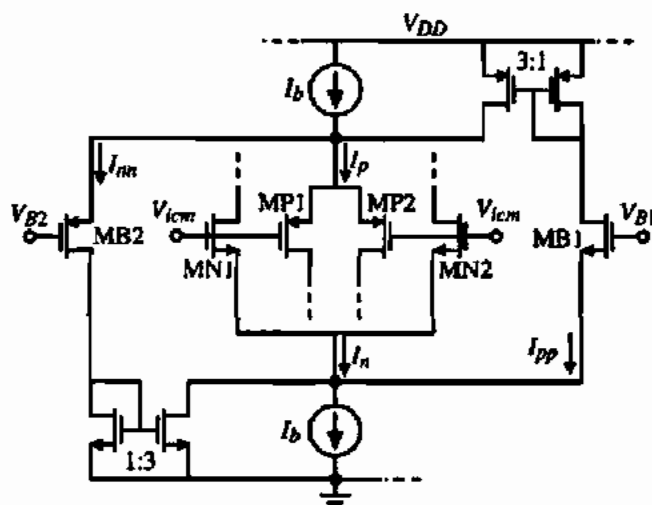 V_DD
3:1
I_b
I_nn
I_p
V_B2
V_icm
MP1
MP2
V_icm
V_B1
MB2
MN1
MN2
MB1
I_n
I_pp
I_b
1:3